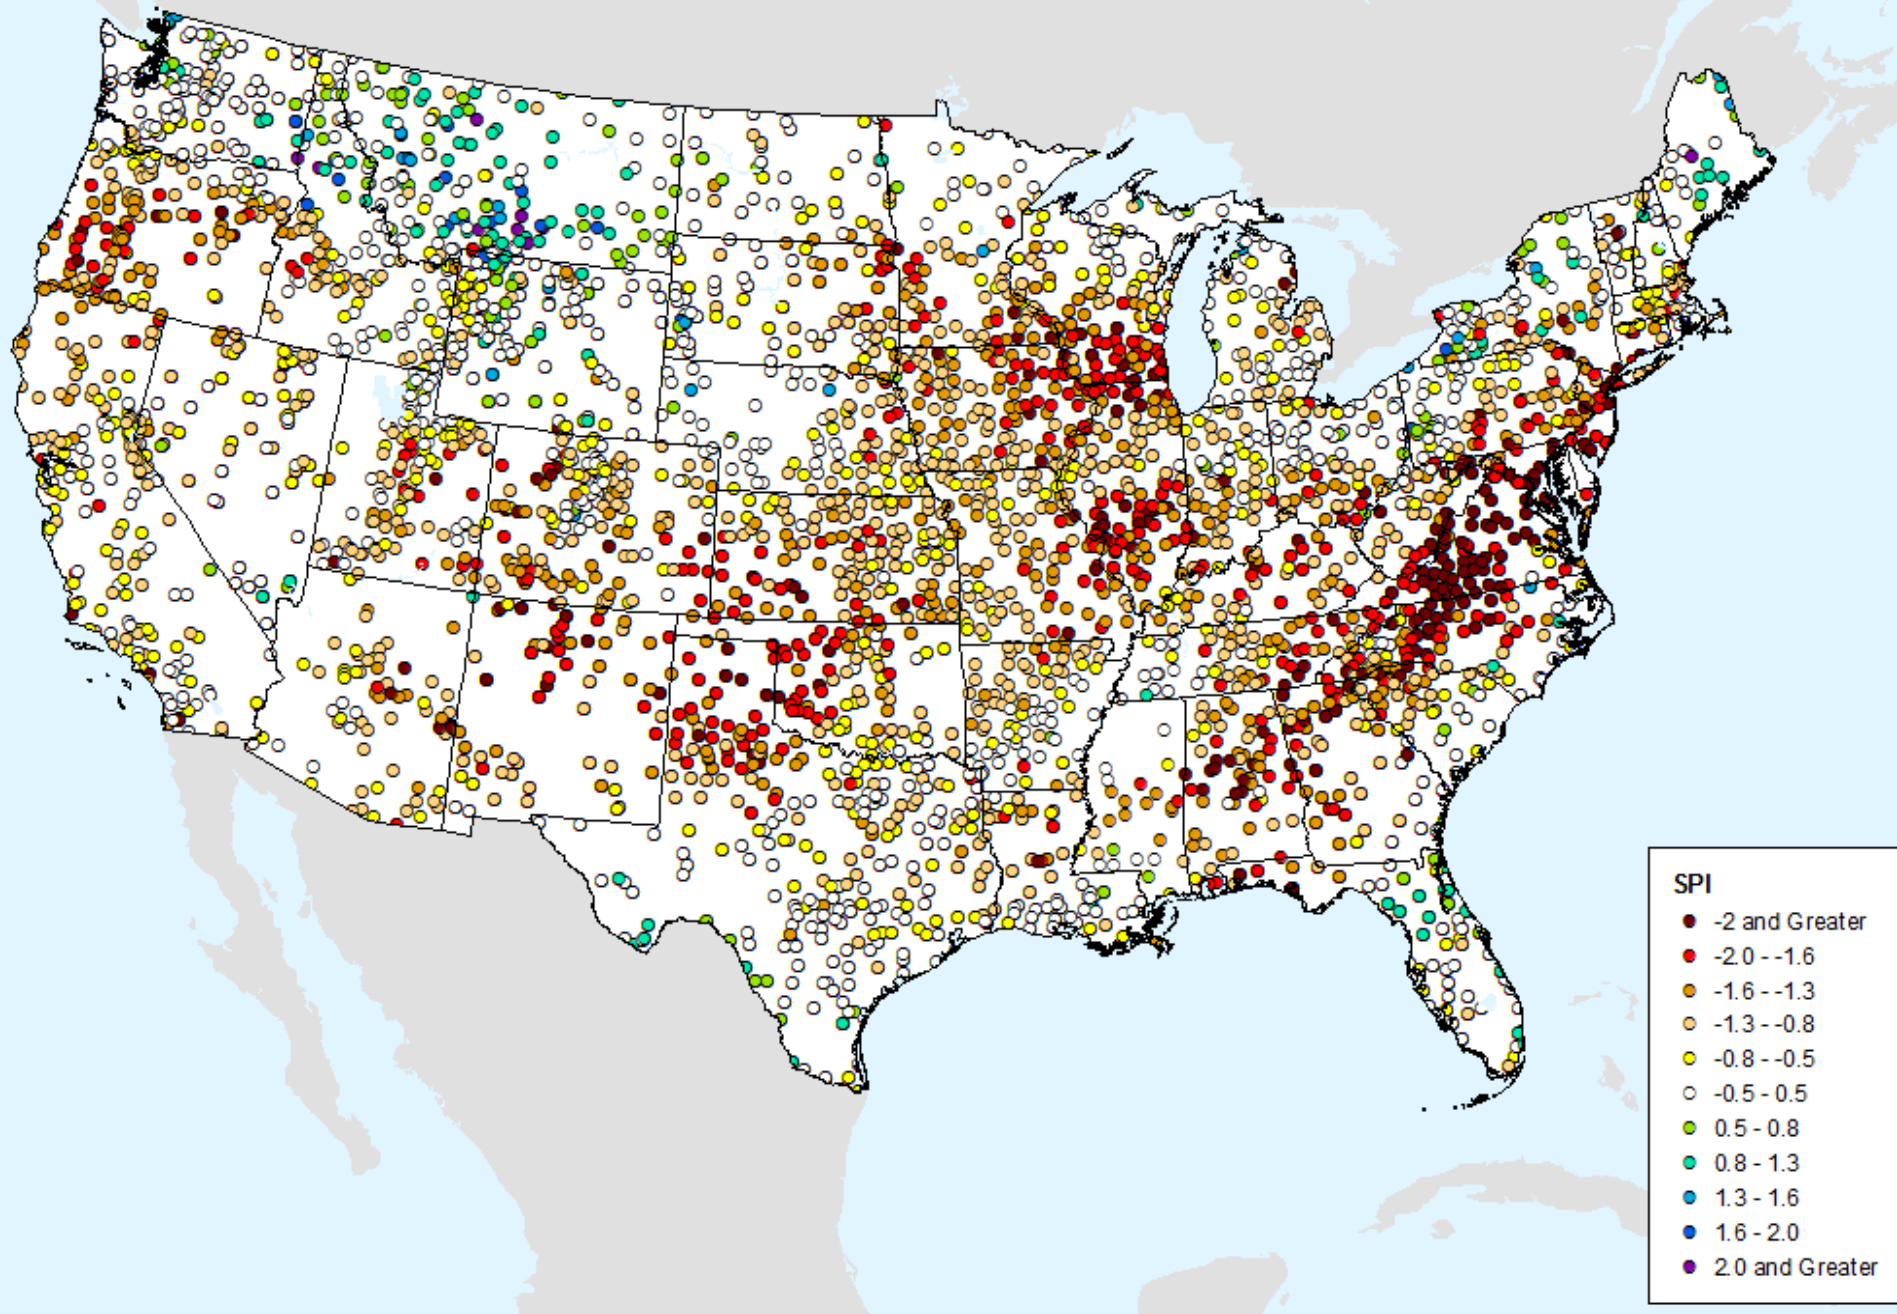 SPI
-2 and Greater
-2.0 - -1.6
-1.6 - -1.3
-1.3 - -0.8
-0.8 - -0.5
-0.5 - 0.5
0.5 - 0.8
0.8 - 1.3
1.3 - 1.6
1.6 - 2.0
2.0 and Greater